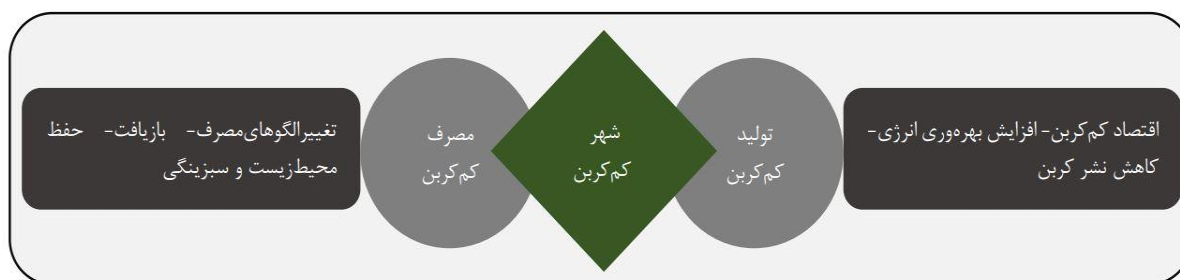 اقتصاد کم‌کربن- افزایش بهره‌وری انرژی-
کاهش نشر کربن
تولید
کم‌کربن
شهر
کم‌کربن
مصرف
کم‌کربن
تغییرالگوهای‌مصرف- بازیافت- حفظ
محیط‌زیست و سبزینگی